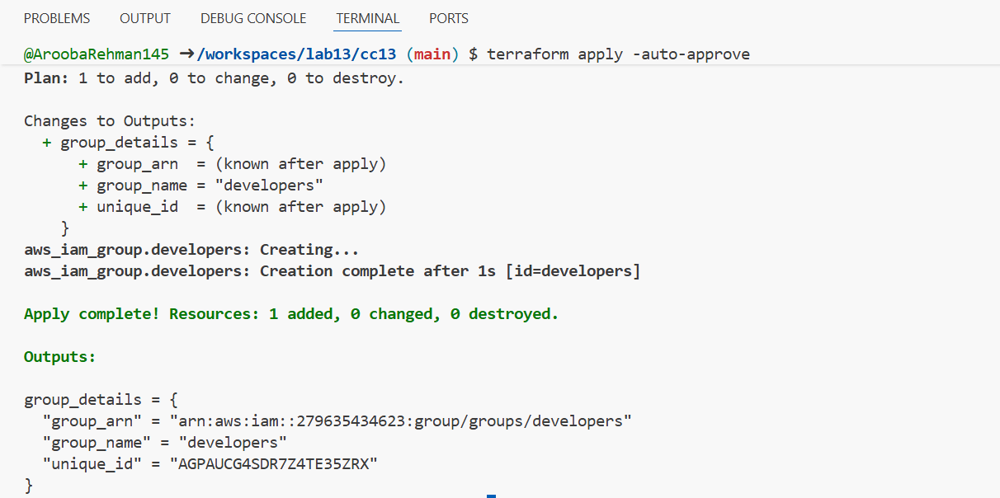 PROBLEMS OUTPUT DEBUG CONSOLE TERMINAL PORTS
@AroobaRehman145 ➜/workspaces/lab13/cc13 (main) $ terraform apply -auto-approve
Plan: 1 to add, 0 to change, 0 to destroy.

Changes to Outputs:
  + group_details = {
      + group_arn  = (known after apply)
      + group_name = "developers"
      + unique_id  = (known after apply)
    }
aws_iam_group.developers: Creating...
aws_iam_group.developers: Creation complete after 1s [id=developers]

Apply complete! Resources: 1 added, 0 changed, 0 destroyed.

Outputs:

group_details = {
  "group_arn" = "arn:aws:iam::279635434623:group/groups/developers"
  "group_name" = "developers"
  "unique_id" = "AGPAUCG4SDR7Z4TE35ZRX"
}